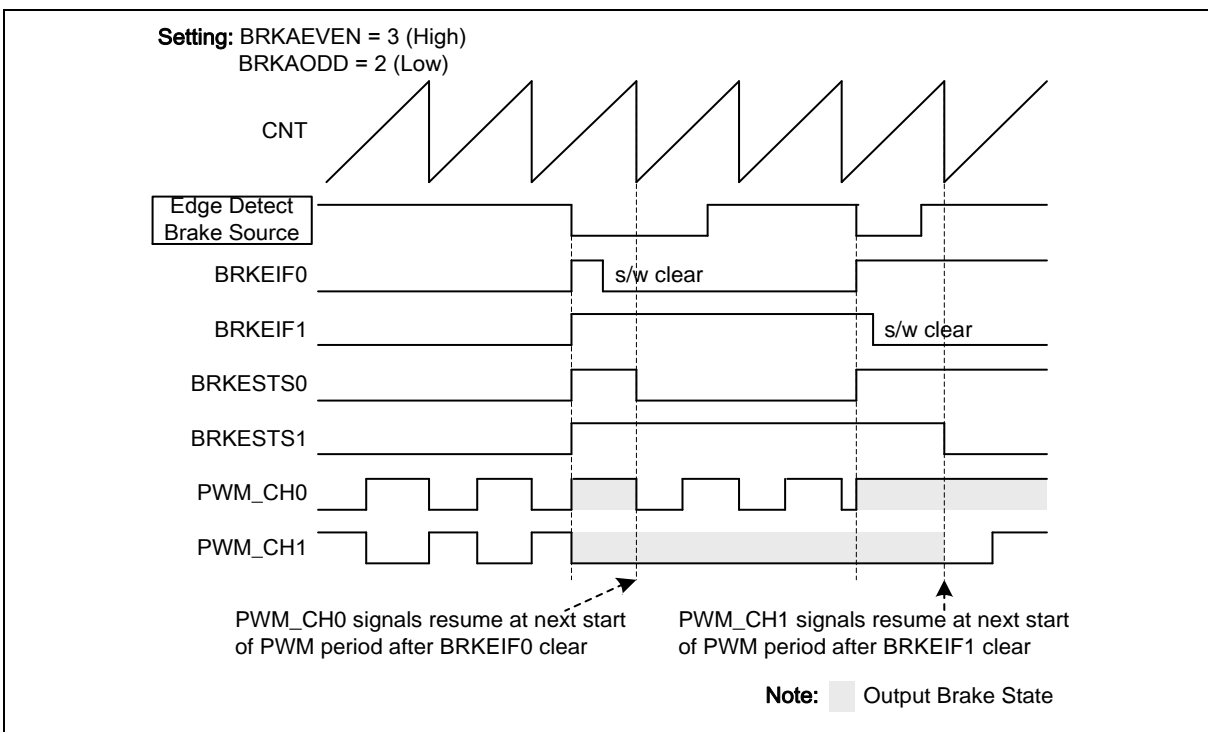 Setting: BRKAEVEN = 3 (High)
BRKAODD = 2 (Low)
CNT
Edge Detect
Brake Source
BRKEIF0
s/w clear
BRKEIF1
s/w clear
BRKESTS0
BRKESTS1
PWM_CH0
PWM_CH1
PWM_CH0 signals resume at next start
of PWM period after BRKEIF0 clear
PWM_CH1 signals resume at next start
of PWM period after BRKEIF1 clear
Note: Output Brake State